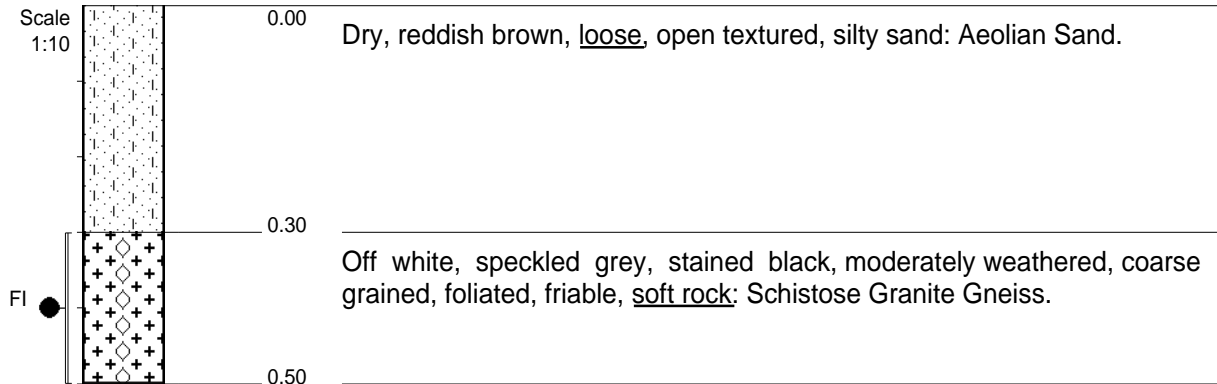 Scale
1:10
0.00
Dry, reddish brown, loose, open textured, silty sand: Aeolian Sand.
0.30
Off white, speckled grey, stained black, moderately weathered, coarse
grained, foliated, friable, soft rock: Schistose Granite Gneiss.
FI
0.50